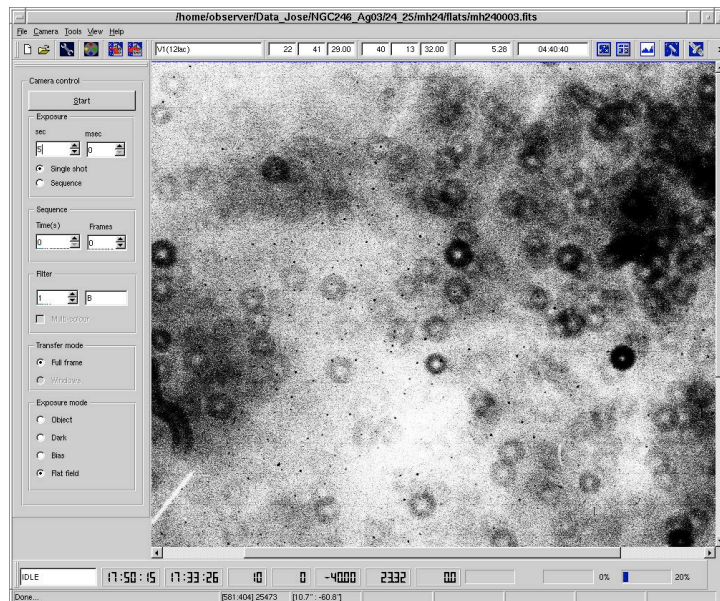 /home/observer/Data_Jose/NGC246_Ag03/24_25/mh24/flats/mh240003.fits
File Camera Tools View Help
V1(12lac) 22 41 29.00 40 13 32.00 5.28 04:40:40
Camera control
Start
Exposure
sec msec
5 0
Single shot
Sequence
Sequence
Time(s) Frames
0 0
Filter
1 B
Multi-colour
Transfer mode
Full frame
Windows
Exposure mode
Object
Dark
Bias
Flat field
IDLE 17:50:15 17:33:26 10 0 -40.00 23.32 0.0 0% 20%
Done... [581:404] 25473 [10.7" : -60.8"]